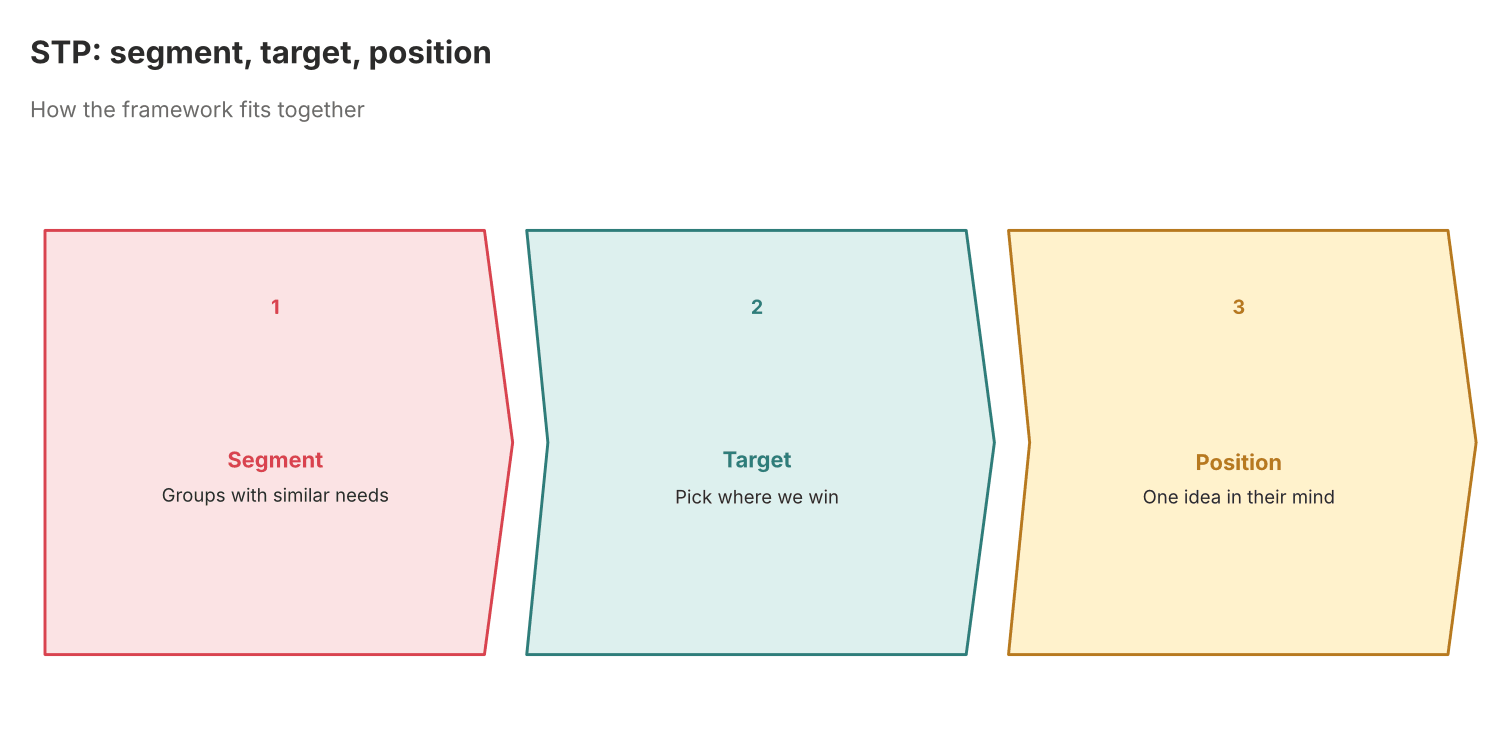 STP: segment, target, position
How the framework fits together
1
Segment
Groups with similar needs
2
Target
Pick where we win
3
Position
One idea in their mind